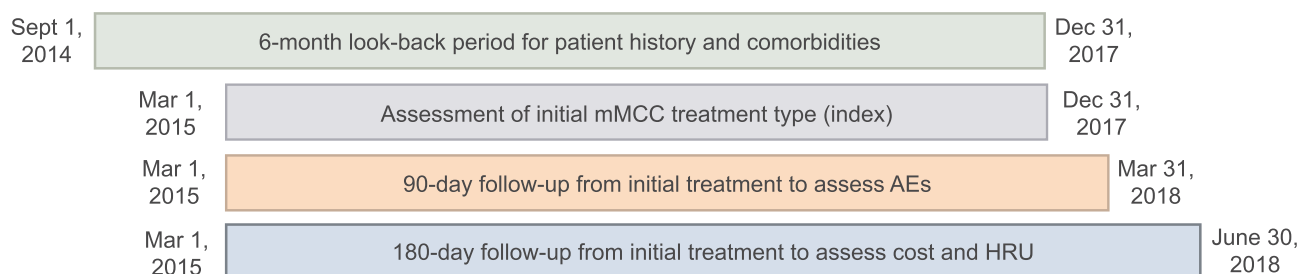 Sept 1,
2014
6-month look-back period for patient history and comorbidities
Dec 31,
2017
Mar 1,
2015
Assessment of initial mMCC treatment type (index)
Dec 31,
2017
Mar 1,
2015
90-day follow-up from initial treatment to assess AEs
Mar 31,
2018
Mar 1,
2015
180-day follow-up from initial treatment to assess cost and HRU
June 30,
2018